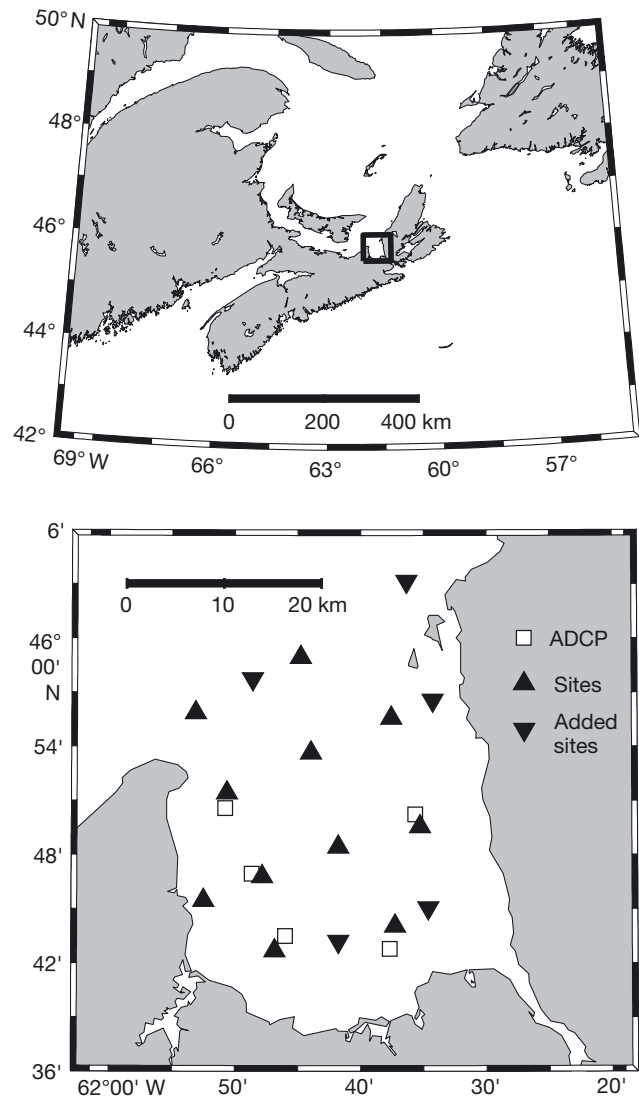 50° N
48°
46°
44°
42°
0 200 400 km
69° W 66° 63° 60° 57°
6'
0 10 20 km
46°
00'
N
ADCP
Sites
Added
sites
54'
48'
42'
36'
62°00' W 50' 40' 30' 20'